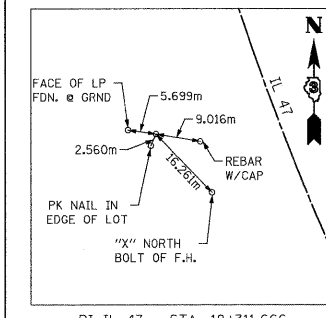 N
3
FACE OF LP
FDN. @ GRND
5.699m
IL 47
9.016m
2.560m
16.261m
REBAR
W/CAP
PK NAIL IN
EDGE OF LOT
"X" NORTH
BOLT OF F.H.